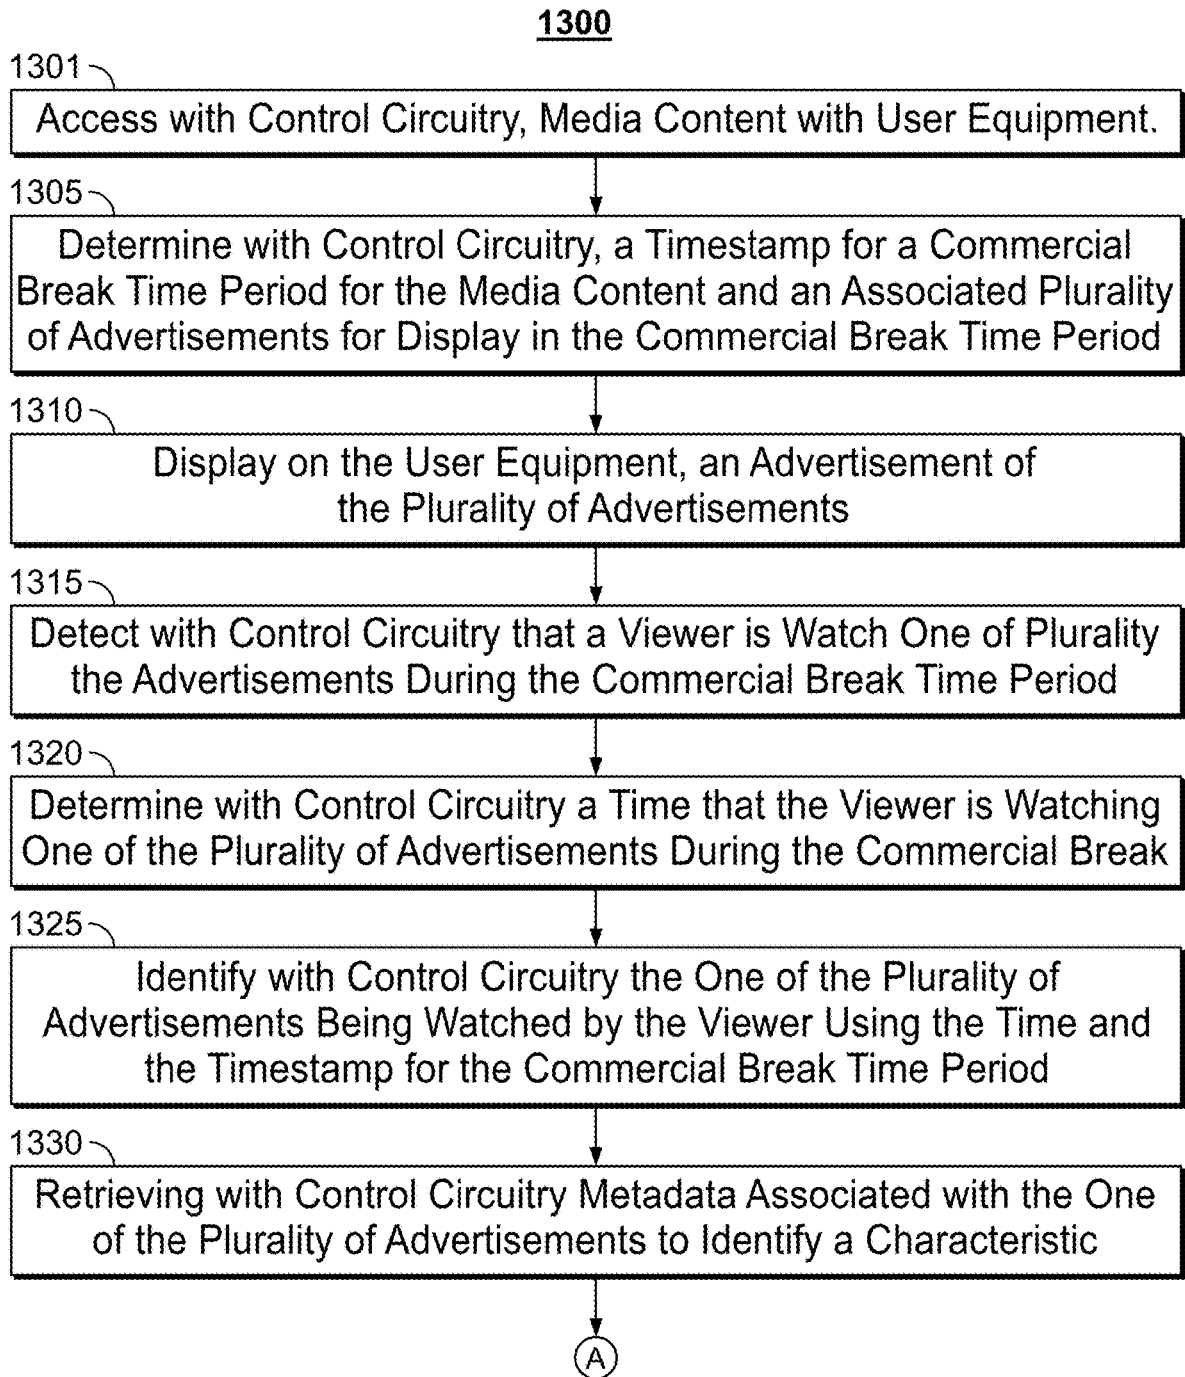 1300
1301
Access with Control Circuitry, Media Content with User Equipment.
1305
Determine with Control Circuitry, a Timestamp for a Commercial
Break Time Period for the Media Content and an Associated Plurality
of Advertisements for Display in the Commercial Break Time Period
1310
Display on the User Equipment, an Advertisement of
the Plurality of Advertisements
1315
Detect with Control Circuitry that a Viewer is Watch One of Plurality
the Advertisements During the Commercial Break Time Period
1320
Determine with Control Circuitry a Time that the Viewer is Watching
One of the Plurality of Advertisements During the Commercial Break
1325
Identify with Control Circuitry the One of the Plurality of
Advertisements Being Watched by the Viewer Using the Time and
the Timestamp for the Commercial Break Time Period
1330
Retrieving with Control Circuitry Metadata Associated with the One
of the Plurality of Advertisements to Identify a Characteristic
A